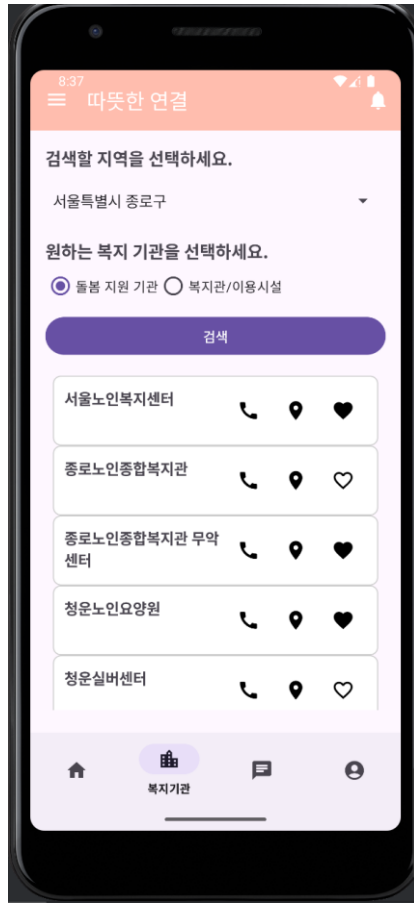 8:37
따뜻한 연결
검색할 지역을 선택하세요.
서울특별시 종로구
원하는 복지 기관을 선택하세요.
돌봄 지원 기관 복지관/이용시설
검색
서울노인복지센터
종로노인종합복지관
종로노인종합복지관 무악
센터
청운노인요양원
청운실버센터
복지기관